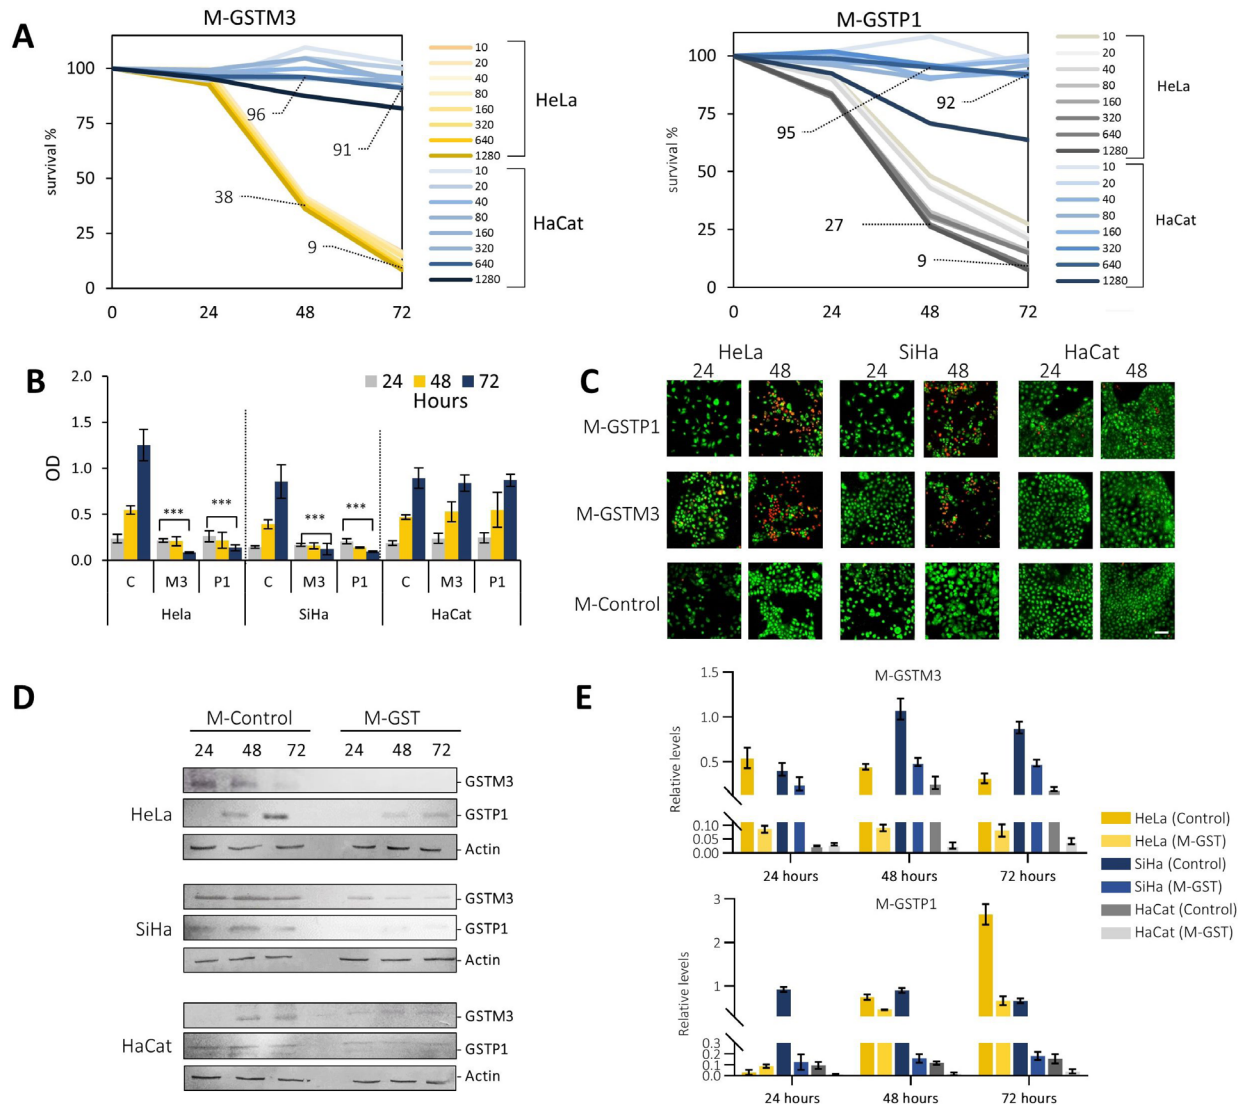 A
M-GSTM3
survival %
100
75
50
25
0
0 24 48 72
96
91
38
9
10
20
40
80
160
320
640
1280
HeLa
10
20
40
80
160
320
640
1280
HaCat
M-GSTP1
survival %
100
75
50
25
0
0 24 48 72
92
95
27
9
10
20
40
80
160
320
640
1280
HeLa
10
20
40
80
160
320
640
1280
HaCat
B
24 48 72
Hours
OD
2.0
1.5
1.0
0.5
0.0
*** *** *** ***
C M3 P1 C M3 P1 C M3 P1
Hela SiHa HaCat
C
HeLa SiHa HaCat
24 48 24 48 24 48
M-GSTP1
M-GSTM3
M-Control
D
M-Control M-GST
24 48 72 24 48 72
HeLa
GSTM3
GSTP1
Actin
SiHa
GSTM3
GSTP1
Actin
HaCat
GSTM3
GSTP1
Actin
E
M-GSTM3
Relative levels
1.5
1.0
0.5
0.10
0.05
0.00
24 hours 48 hours 72 hours
M-GSTP1
Relative levels
3
2
1
0.3
0.2
0.1
0.0
24 hours 48 hours 72 hours
HeLa (Control)
HeLa (M-GST)
SiHa (Control)
SiHa (M-GST)
HaCat (Control)
HaCat (M-GST)